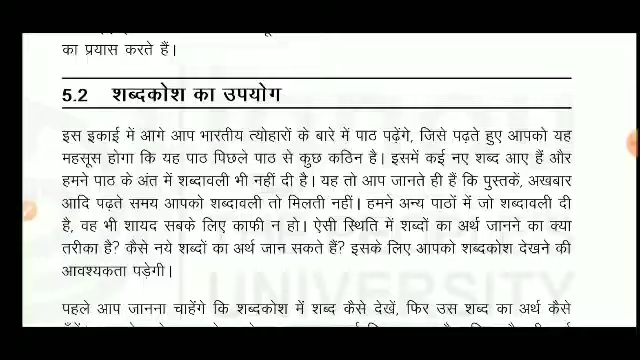 का प्रयास करते हैं।
5.2 शब्दकोश का उपयोग
इस इकाई में आगे आप भारतीय त्योहारों के बारे में पाठ पढ़ेंगे, जिसे पढ़ते हुए आपको यह
महसूस होगा कि यह पाठ पिछले पाठ से कुछ कठिन है। इसमें कई नए शब्द आए हैं और
हमने पाठ के अंत में शब्दावली भी नहीं दी है। यह तो आप जानते ही हैं कि पुस्तकें, अखबार
आदि पढ़ते समय आपको शब्दावली तो मिलती नहीं। हमने अन्य पाठों में जो शब्दावली दी
है, वह भी शायद सबके लिए काफी न हो। ऐसी स्थिति में शब्दों का अर्थ जानने का क्या
तरीका है? कैसे नये शब्दों का अर्थ जान सकते हैं? इसके लिए आपको शब्दकोश देखने की
आवश्यकता पड़ेगी।
UNIVERSITY
पहले आप जानना चाहेंगे कि शब्दकोश में शब्द कैसे देखें, फिर उस शब्द का अर्थ कैसे